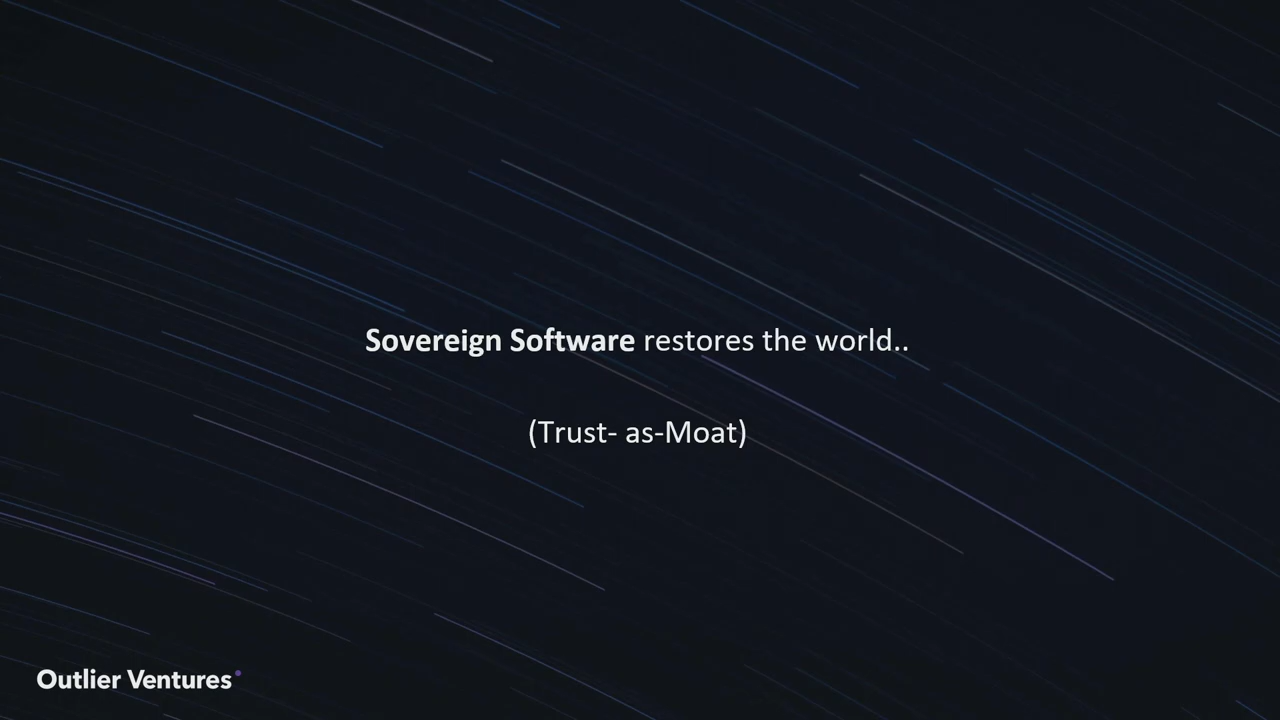 Sovereign Software restores the world..
(Trust- as-Moat)
Outlier Ventures